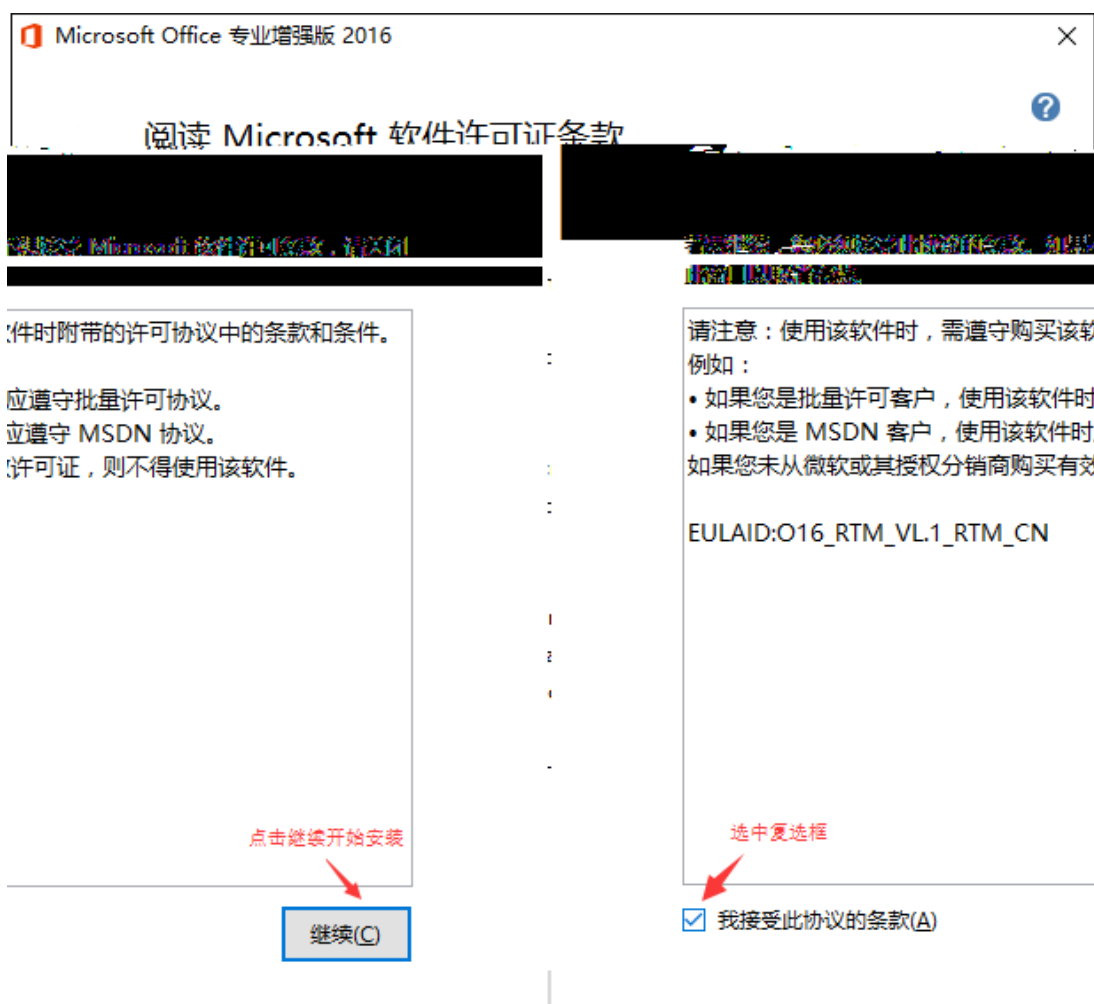 Microsoft Office 专业增强版 2016
阅读 Microsoft 软件许可证条款
件时附带的许可协议中的条款和条件。
应遵守批量许可协议。
应遵守 MSDN 协议。
许可证，则不得使用该软件。
点击继续开始安装
继续(C)
请注意：使用该软件时，需遵守购买该软
例如：
• 如果您是批量许可客户，使用该软件时
• 如果您是 MSDN 客户，使用该软件时
如果您未从微软或其授权分销商购买有效
EULAID:O16_RTM_VL.1_RTM_CN
选中复选框
我接受此协议的条款(A)